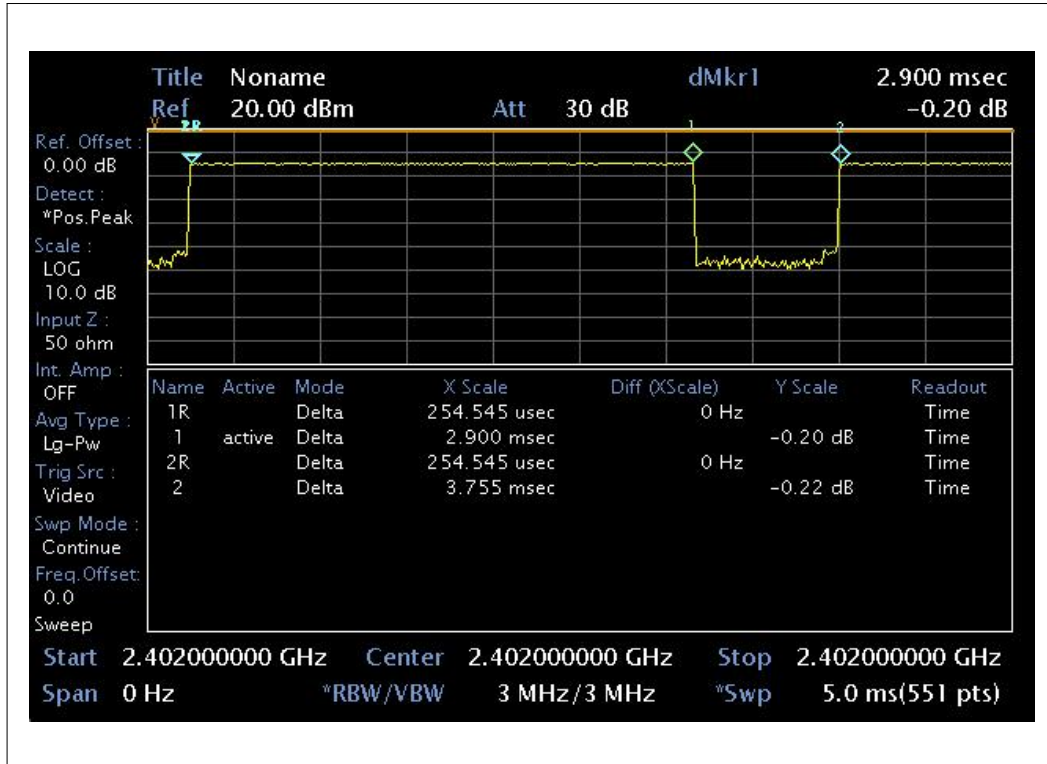 Title Noname dMkr1 2.900 msec
Ref 20.00 dBm Att 30 dB -0.20 dB
2R 1 2
Ref. Offset :
0.00 dB
Detect :
*Pos.Peak
Scale :
LOG
10.0 dB
Input Z :
50 ohm
Int. Amp :
OFF
Avg Type :
Lg-Pw
Trig Src :
Video
Swp Mode :
Continue
Freq.Offset:
0.0
Sweep
Name Active Mode X Scale Diff (XScale) Y Scale Readout
1R Delta 254.545 usec 0 Hz Time
1 active Delta 2.900 msec -0.20 dB Time
2R Delta 254.545 usec 0 Hz Time
2 Delta 3.755 msec -0.22 dB Time
Start 2.402000000 GHz Center 2.402000000 GHz Stop 2.402000000 GHz
Span 0 Hz *RBW/VBW 3 MHz/3 MHz *Swp 5.0 ms(551 pts)